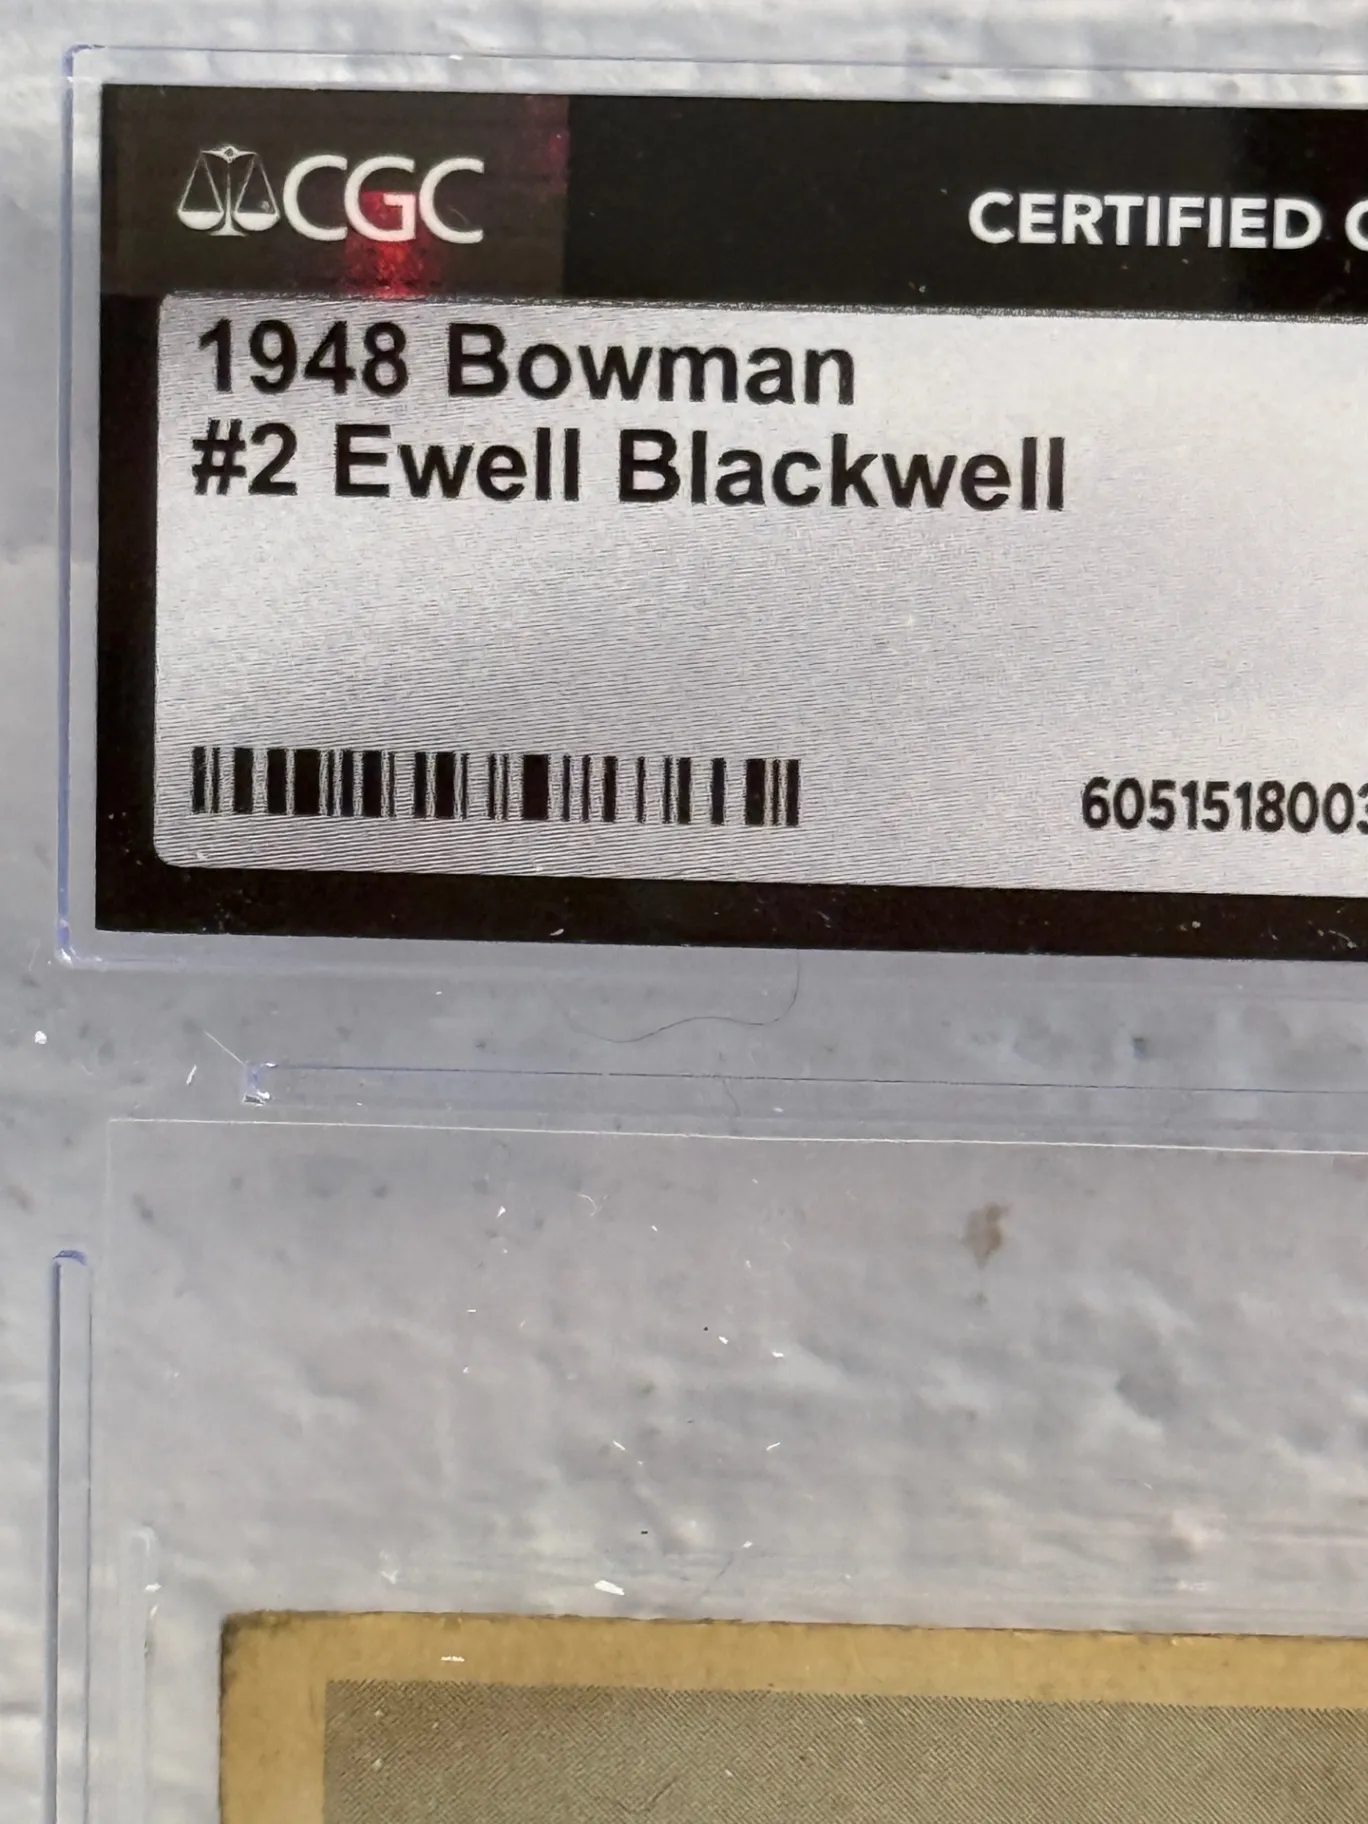 CGC
CERTIFIED
1948 Bowman
#2 Ewell Blackwell
605151800